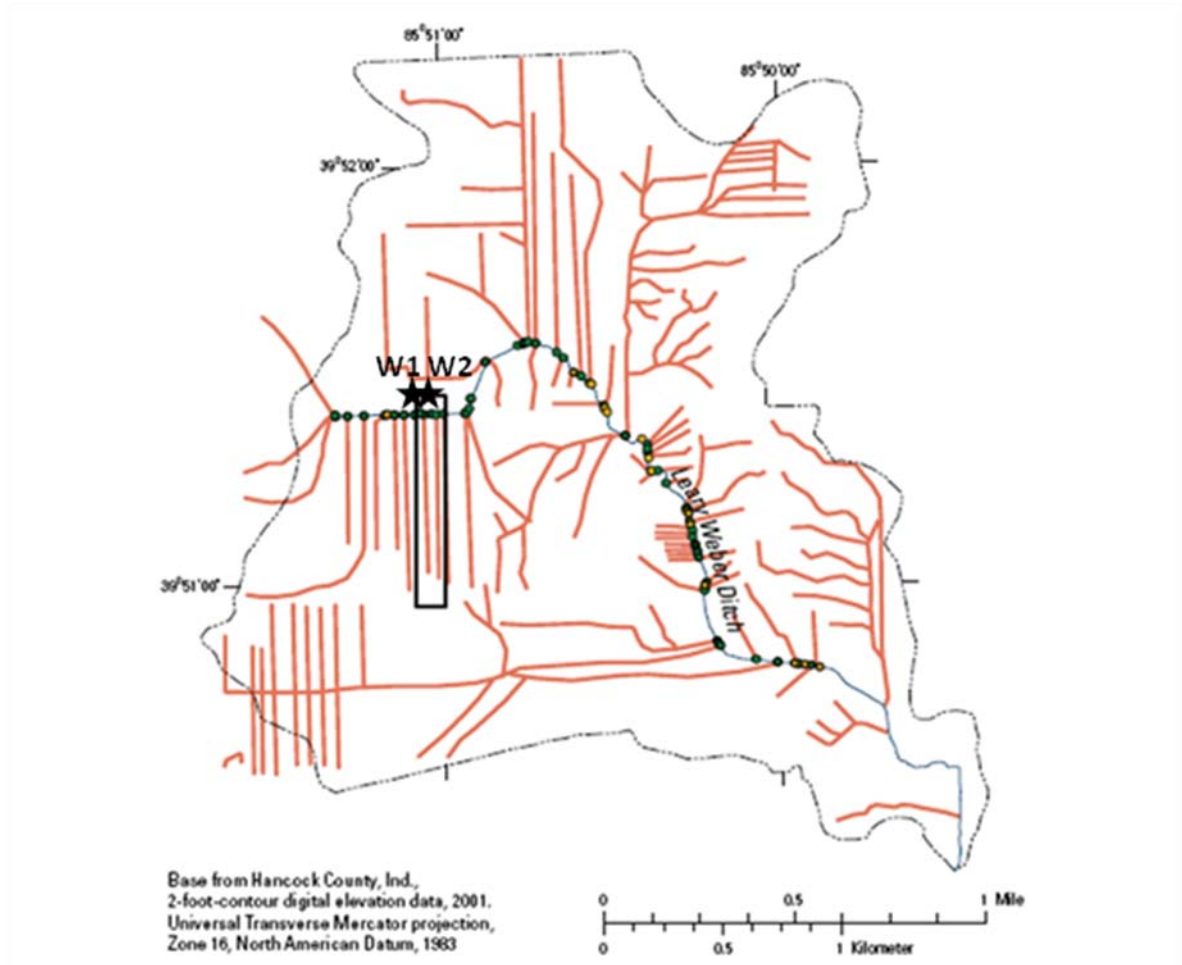 85°51'00"
85°50'00"
39°52'00"
W1 W2
Leary Weber Ditch
39°51'00"
Base from Hancock County, Ind.,
2-foot-contour digital elevation data, 2001.
Universal Transverse Mercator projection,
Zone 16, North American Datum, 1983
0 0.5 1 Mile
0 0.5 1 Kilometer